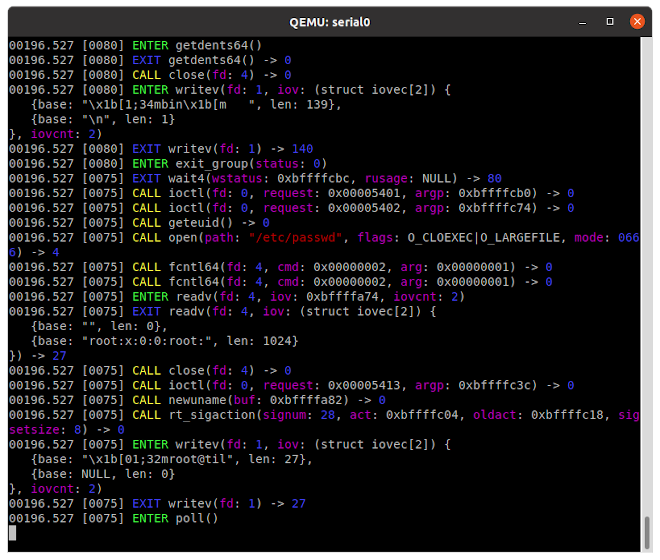 QEMU: serial0
00196.527 [0080] ENTER getdents64()
00196.527 [0080] EXIT getdents64() -> 0
00196.527 [0080] CALL close(fd: 4) -> 0
00196.527 [0080] ENTER writev(fd: 1, iov: (struct iovec[2]) {
   {base: "\x1b[1;34mbin\x1b[m   ", len: 139},
   {base: "\n", len: 1}
}, iovcnt: 2)
00196.527 [0080] EXIT writev(fd: 1) -> 140
00196.527 [0080] ENTER exit_group(status: 0)
00196.527 [0075] EXIT wait4(wstatus: 0xbffffcbc, rusage: NULL) -> 80
00196.527 [0075] CALL ioctl(fd: 0, request: 0x00005401, argp: 0xbffffcb0) -> 0
00196.527 [0075] CALL ioctl(fd: 0, request: 0x00005402, argp: 0xbffffc74) -> 0
00196.527 [0075] CALL geteuid() -> 0
00196.527 [0075] CALL open(path: "/etc/passwd", flags: O_CLOEXEC|O_LARGEFILE, mode: 066
6) -> 4
00196.527 [0075] CALL fcntl64(fd: 4, cmd: 0x00000002, arg: 0x00000001) -> 0
00196.527 [0075] CALL fcntl64(fd: 4, cmd: 0x00000002, arg: 0x00000001) -> 0
00196.527 [0075] ENTER readv(fd: 4, iov: 0xbffffa74, iovcnt: 2)
00196.527 [0075] EXIT readv(fd: 4, iov: (struct iovec[2]) {
   {base: "", len: 0},
   {base: "root:x:0:0:root:", len: 1024}
}) -> 27
00196.527 [0075] CALL close(fd: 4) -> 0
00196.527 [0075] CALL ioctl(fd: 0, request: 0x00005413, argp: 0xbffffc3c) -> 0
00196.527 [0075] CALL newuname(buf: 0xbffffa82) -> 0
00196.527 [0075] CALL rt_sigaction(signum: 28, act: 0xbffffc04, oldact: 0xbffffc18, sig
setsize: 8) -> 0
00196.527 [0075] ENTER writev(fd: 1, iov: (struct iovec[2]) {
   {base: "\x1b[01;32mroot@til", len: 27},
   {base: NULL, len: 0}
}, iovcnt: 2)
00196.527 [0075] EXIT writev(fd: 1) -> 27
00196.527 [0075] ENTER poll()